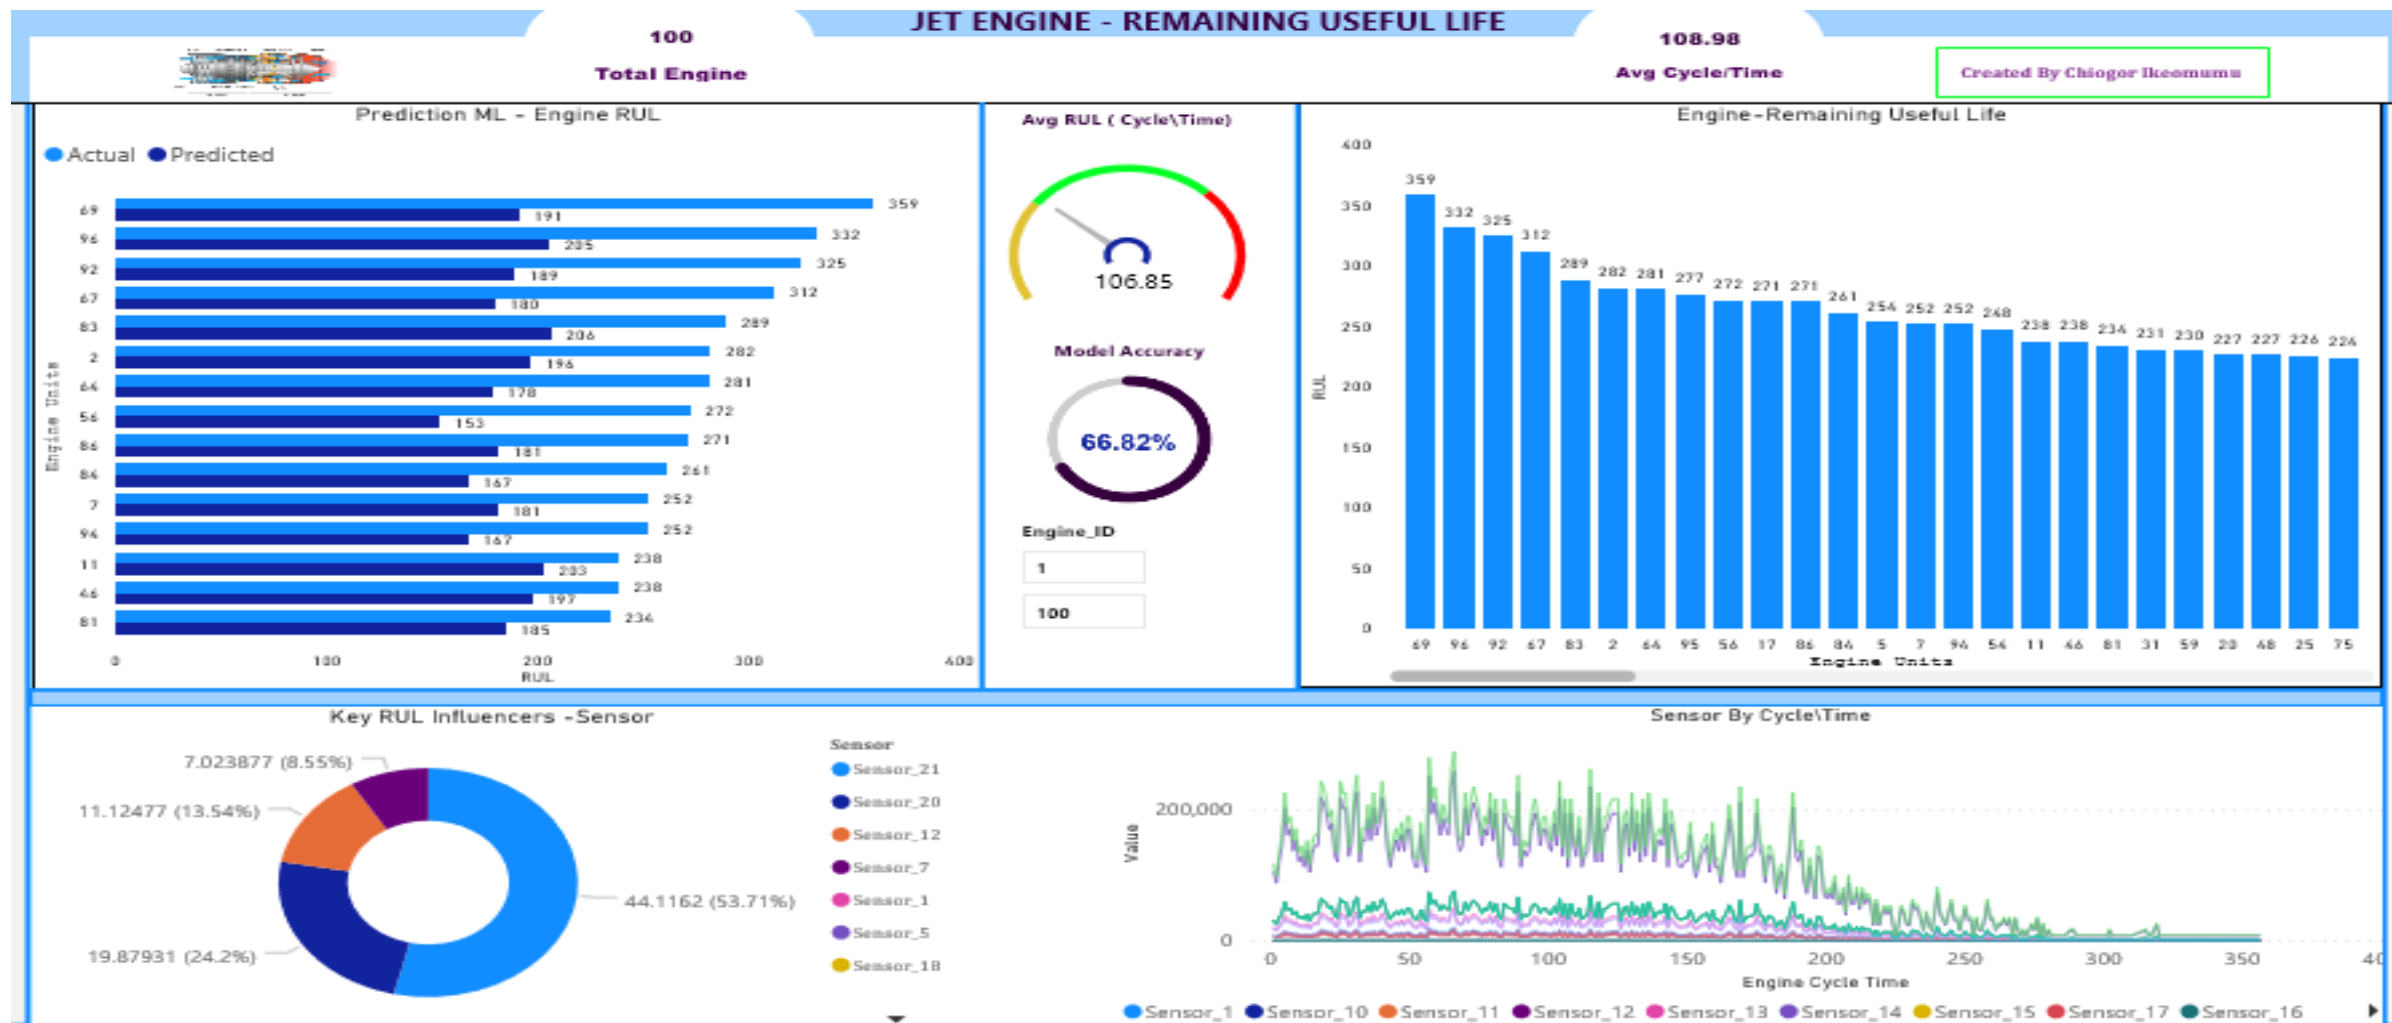 JET ENGINE - REMAINING USEFUL LIFE
100
Total Engine
108.98
Avg Cycle/Time
Created By Chiogor Ikeomumu
Prediction ML - Engine RUL
Actual Predicted
Engine Units
69 359 191
96 332 205
92 325 189
67 312 180
83 289 206
2 282 196
64 281 178
56 272 153
86 271 181
84 261 167
7 252 181
94 252 167
11 238 203
46 238 197
81 234 185
0 100 200 300 400
RUL
Avg RUL ( Cycle\Time)
106.85
Model Accuracy
66.82%
Engine_ID
1
100
Engine-Remaining Useful Life
RUL
400
350
300
250
200
150
100
50
0
359 332 325 312 289 282 281 277 272 271 271 261 254 252 252 248 238 238 234 231 230 227 227 226 224
69 96 92 67 83 2 64 95 56 17 86 84 5 7 94 54 11 46 81 31 59 20 48 25 75
Engine Units
Key RUL Influencers -Sensor
7.023877 (8.55%)
11.12477 (13.54%)
19.87931 (24.2%)
44.1162 (53.71%)
Sensor
Sensor_21
Sensor_20
Sensor_12
Sensor_7
Sensor_1
Sensor_5
Sensor_18
Sensor By Cycle\Time
Value
200,000
0
0 50 100 150 200 250 300 350
Engine Cycle Time
Sensor_1 Sensor_10 Sensor_11 Sensor_12 Sensor_13 Sensor_14 Sensor_15 Sensor_17 Sensor_16